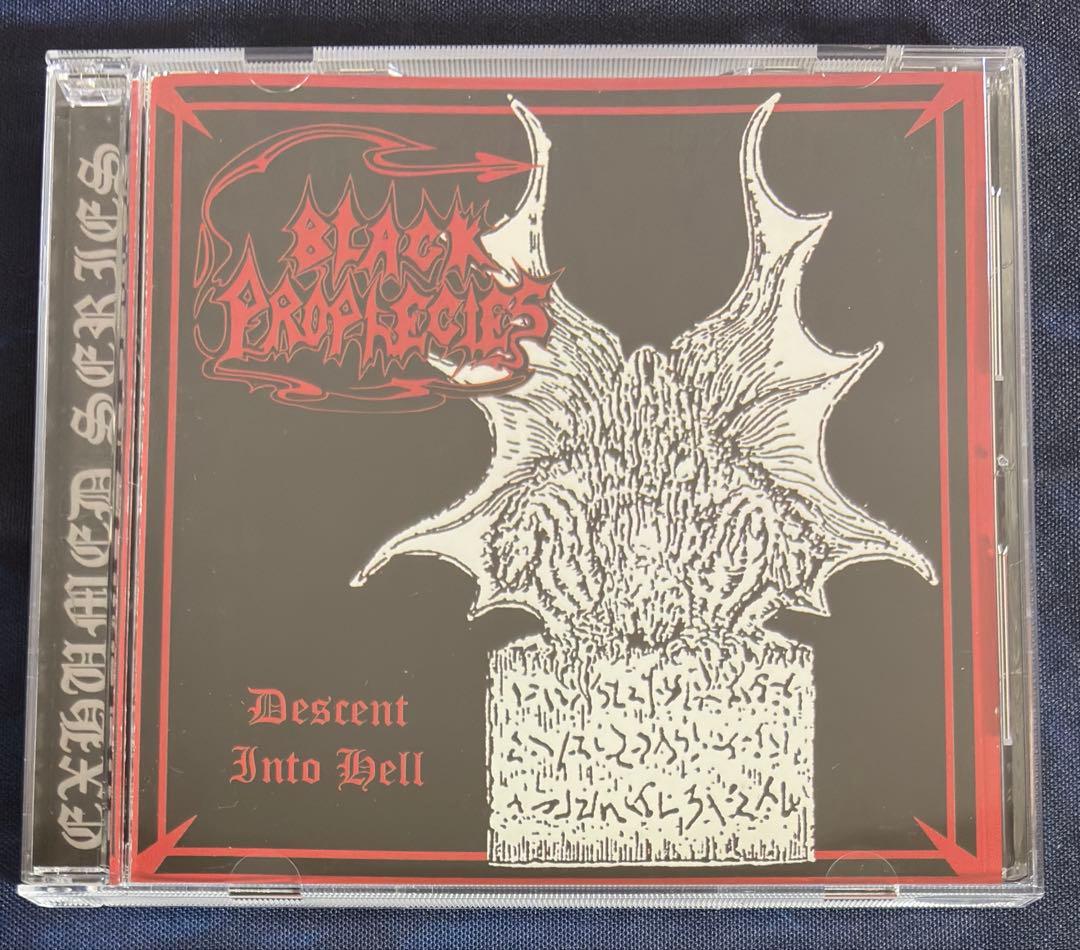 EXHUMED SERIES
BLACK
PROPHECIES
Descent
Into Hell